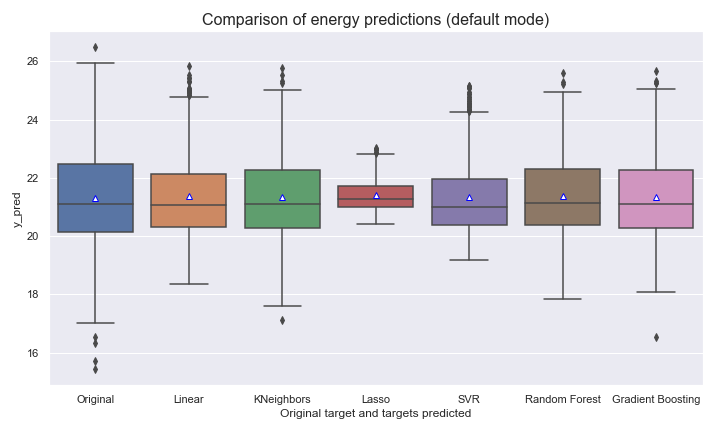 Comparison of energy predictions (default mode)
26
24
22
20
18
16
y_pred
Original Linear KNeighbors Lasso SVR Random Forest Gradient Boosting
Original target and targets predicted